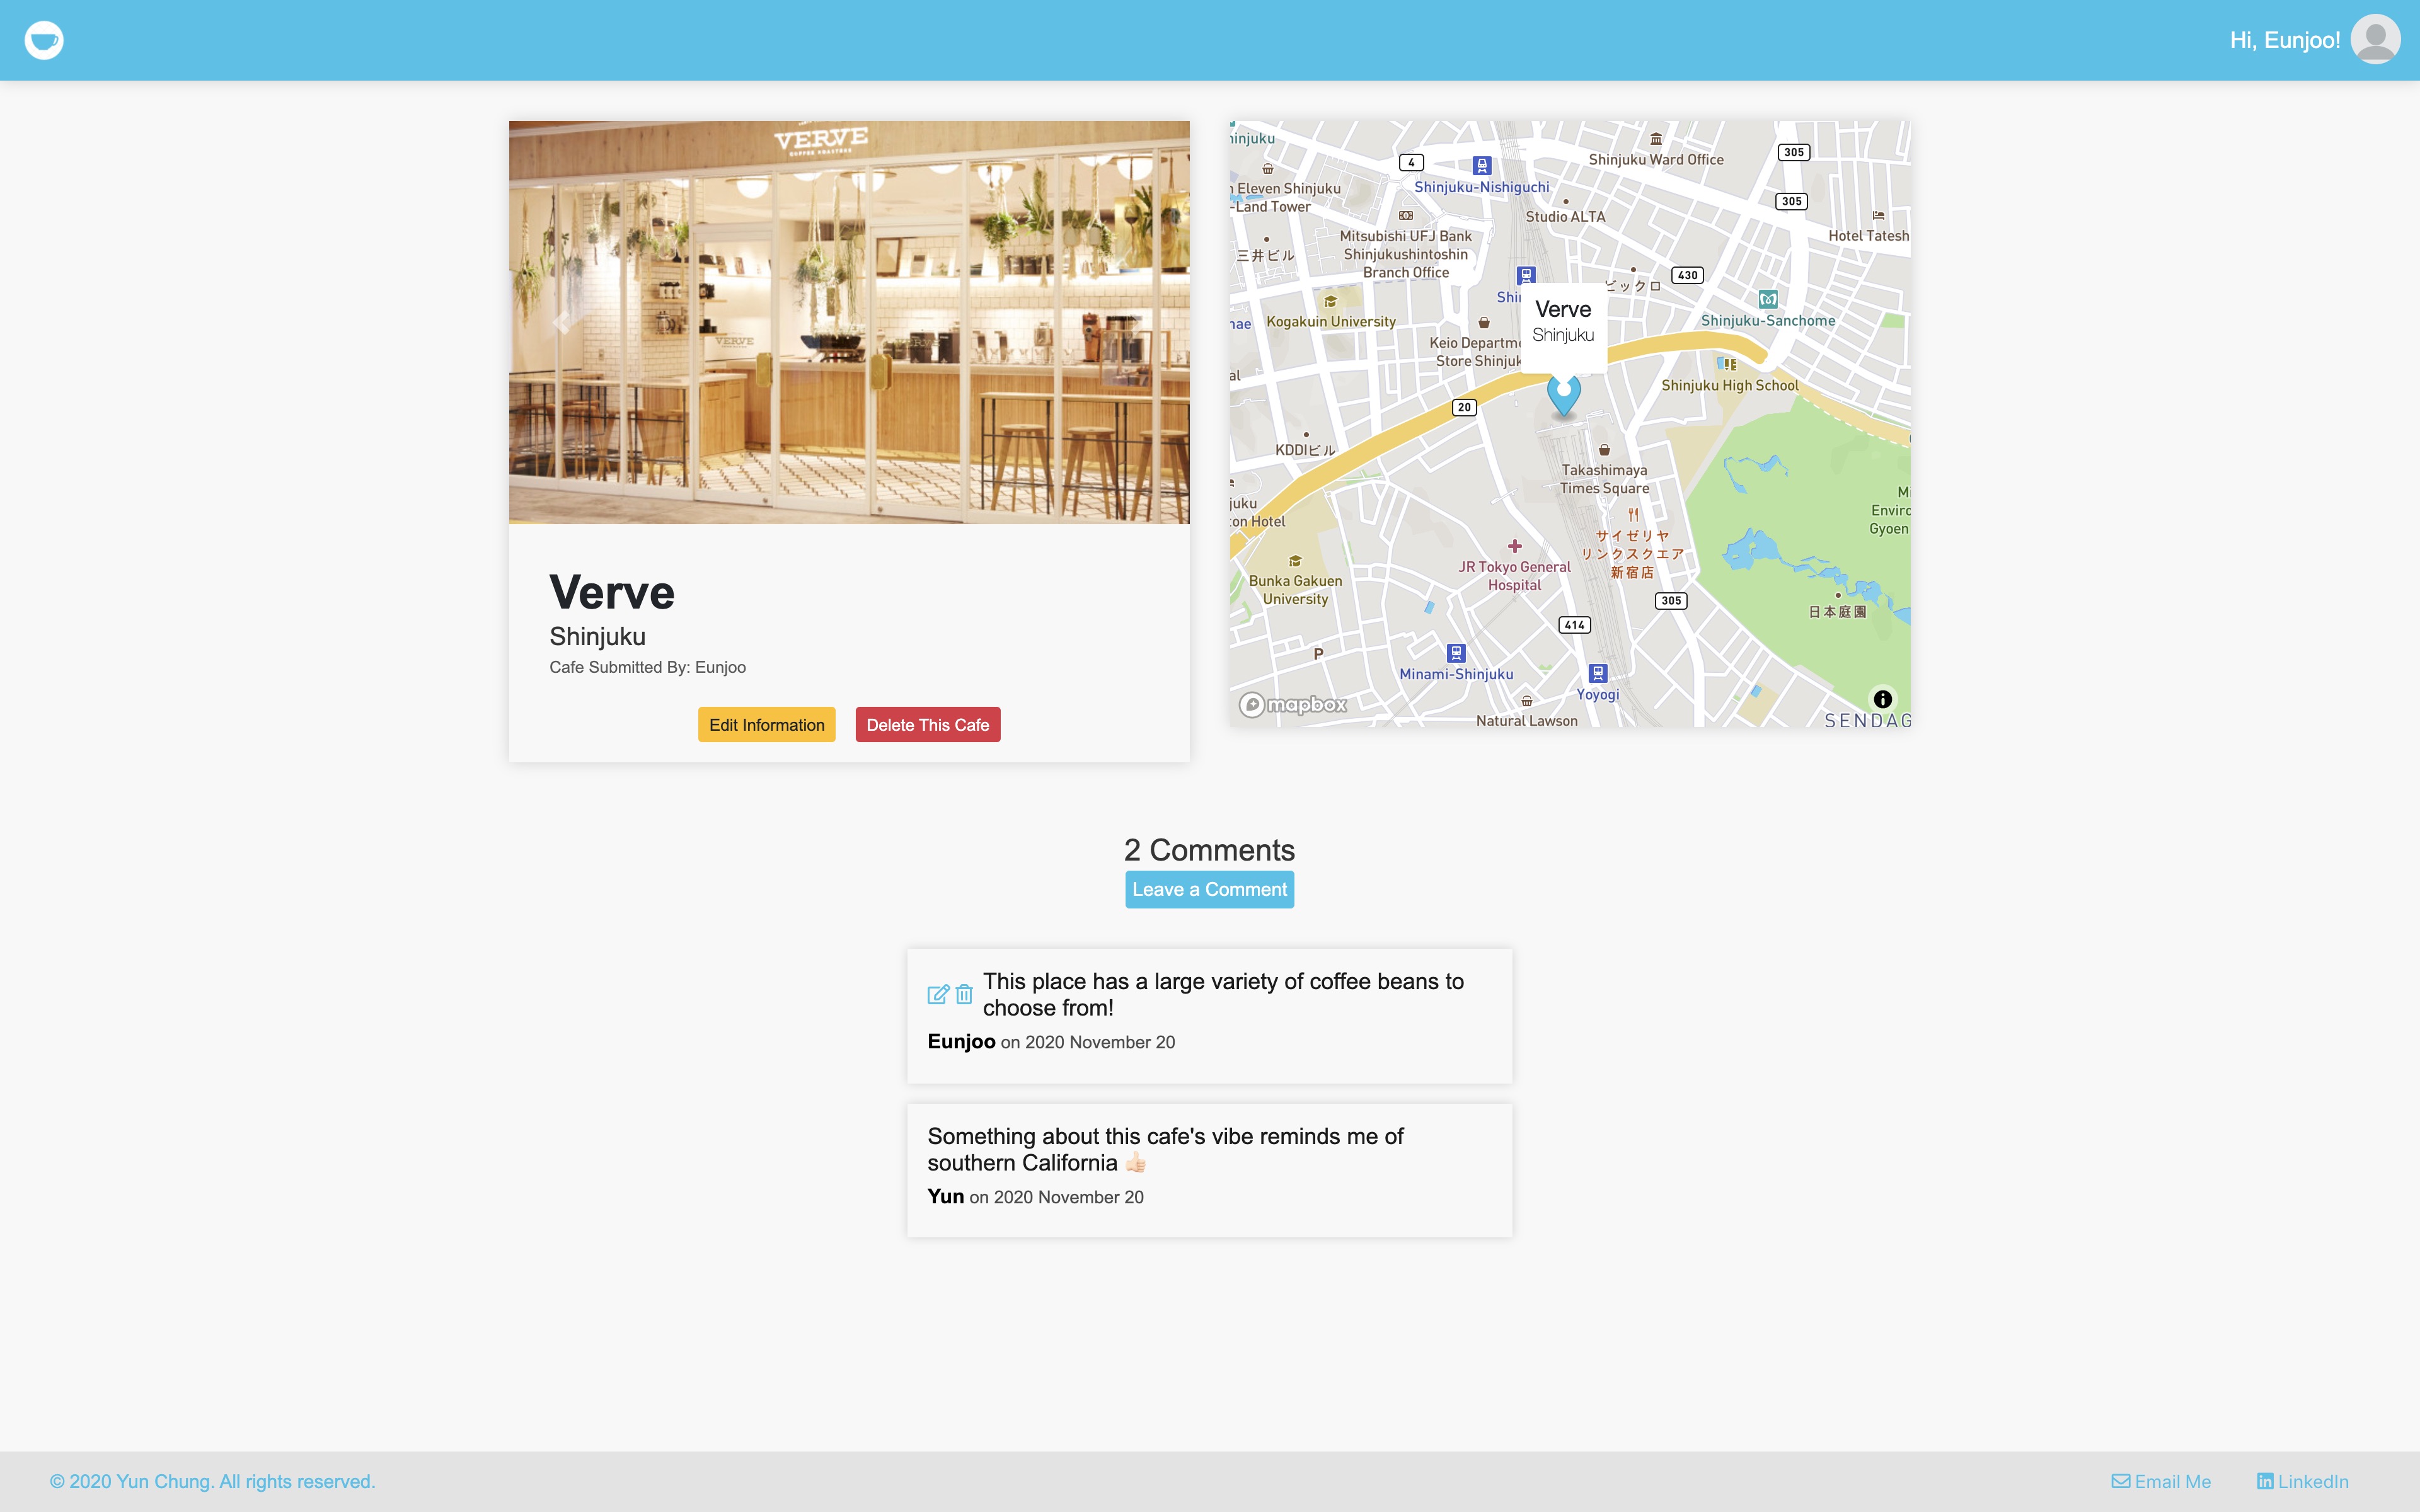 Hi, Eunjoo!
VERVE
COFFEE ROASTERS
VERVE
VERVE
Verve
Shinjuku
Cafe Submitted By: Eunjoo
Edit Information
Delete This Cafe
4
Shinjuku-Nishiguchi
Shinjuku Ward Office
305
Eleven Shinjuku
-Land Tower
Studio ALTA
305
Mitsubishi UFJ Bank
Shinjukushintoshin
Branch Office
三井ビル
Hotel Tatesh
430
ビックロ
Kogakuin University
Shinjuku-Sanchome
Verve
Shinjuku
Keio Departm
Store Shinjuk
Shinjuku High School
20
KDDIビル
Takashimaya
Times Square
on Hotel
サイゼリヤ
リンクスクエア
新宿店
Enviro
Gyoen
JR Tokyo General
Hospital
Bunka Gakuen
University
305
日本庭園
414
P
Minami-Shinjuku
Yoyogi
mapbox
Natural Lawson
SENDAG
2 Comments
Leave a Comment
This place has a large variety of coffee beans to
choose from!
Eunjoo on 2020 November 20
Something about this cafe's vibe reminds me of
southern California 👍🏻
Yun on 2020 November 20
© 2020 Yun Chung. All rights reserved.
Email Me
LinkedIn